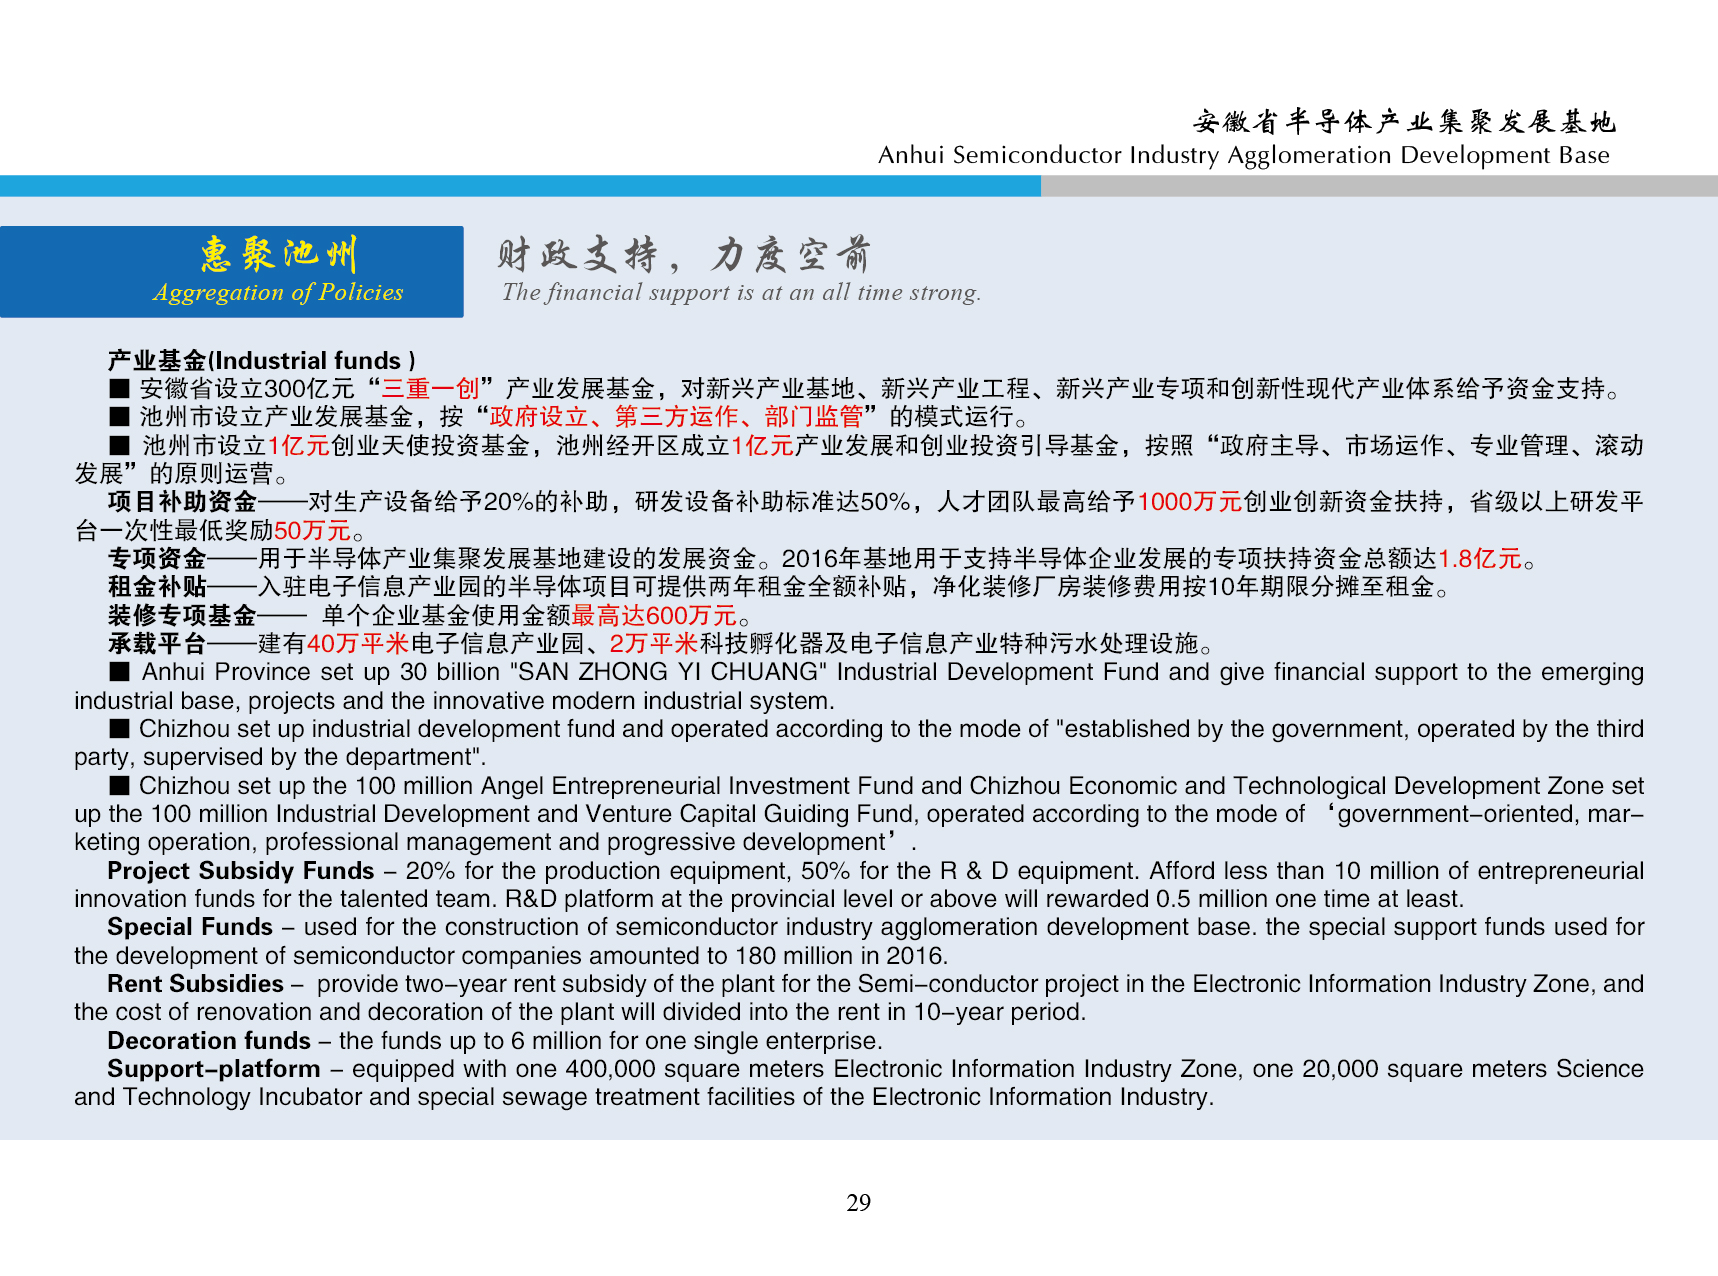 安徽省半导体产业集聚发展基地
Anhui Semiconductor Industry Agglomeration Development Base
惠聚池州
Aggregation of Policies
财政支持，力度空前
The financial support is at an all time strong.
产业基金(Industrial funds )
■ 安徽省设立300亿元“三重一创”产业发展基金，对新兴产业基地、新兴产业工程、新兴产业专项和创新性现代产业体系给予资金支持。
■ 池州市设立产业发展基金，按“政府设立、第三方运作、部门监管”的模式运行。
■ 池州市设立1亿元创业天使投资基金，池州经开区成立1亿元产业发展和创业投资引导基金，按照“政府主导、市场运作、专业管理、滚动
发展”的原则运营。
项目补助资金——对生产设备给予20%的补助，研发设备补助标准达50%，人才团队最高给予1000万元创业创新资金扶持，省级以上研发平
台一次性最低奖励50万元。
专项资金——用于半导体产业集聚发展基地建设的发展资金。2016年基地用于支持半导体企业发展的专项扶持资金总额达1.8亿元。
租金补贴——入驻电子信息产业园的半导体项目可提供两年租金全额补贴，净化装修厂房装修费用按10年期限分摊至租金。
装修专项基金—— 单个企业基金使用金额最高达600万元。
承载平台——建有40万平米电子信息产业园、2万平米科技孵化器及电子信息产业特种污水处理设施。
■ Anhui Province set up 30 billion "SAN ZHONG YI CHUANG" Industrial Development Fund and give financial support to the emerging
industrial base, projects and the innovative modern industrial system.
■ Chizhou set up industrial development fund and operated according to the mode of "established by the government, operated by the third
party, supervised by the department".
■ Chizhou set up the 100 million Angel Entrepreneurial Investment Fund and Chizhou Economic and Technological Development Zone set
up the 100 million Industrial Development and Venture Capital Guiding Fund, operated according to the mode of ‘government-oriented, mar-
keting operation, professional management and progressive development’.
Project Subsidy Funds - 20% for the production equipment, 50% for the R & D equipment. Afford less than 10 million of entrepreneurial
innovation funds for the talented team. R&D platform at the provincial level or above will rewarded 0.5 million one time at least.
Special Funds - used for the construction of semiconductor industry agglomeration development base. the special support funds used for
the development of semiconductor companies amounted to 180 million in 2016.
Rent Subsidies - provide two-year rent subsidy of the plant for the Semi-conductor project in the Electronic Information Industry Zone, and
the cost of renovation and decoration of the plant will divided into the rent in 10-year period.
Decoration funds - the funds up to 6 million for one single enterprise.
Support-platform - equipped with one 400,000 square meters Electronic Information Industry Zone, one 20,000 square meters Science
and Technology Incubator and special sewage treatment facilities of the Electronic Information Industry.
29